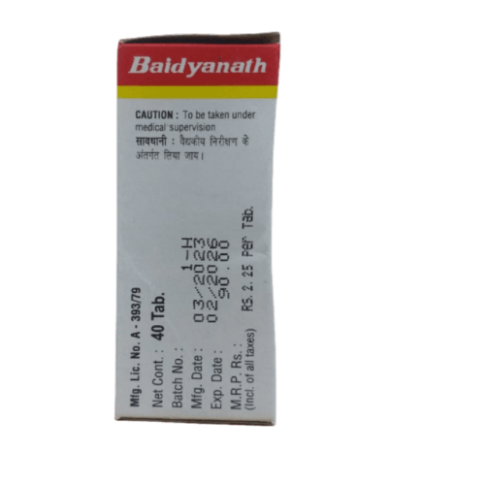 Baidyanath
CAUTION : To be taken under
medical supervision
सावधानी : वैद्यकीय निरीक्षण के
अंतर्गत लिया जाय।
Mfg. Lic. No. A - 393/79
Net Cont. : 40 Tab.
Batch No. : 1-H
Mfg. Date : 03/2023
Exp. Date : 02/2026
M.R.P. Rs. : 90.00
(Incl. of all taxes) RS. 2. 25 Per Tab.